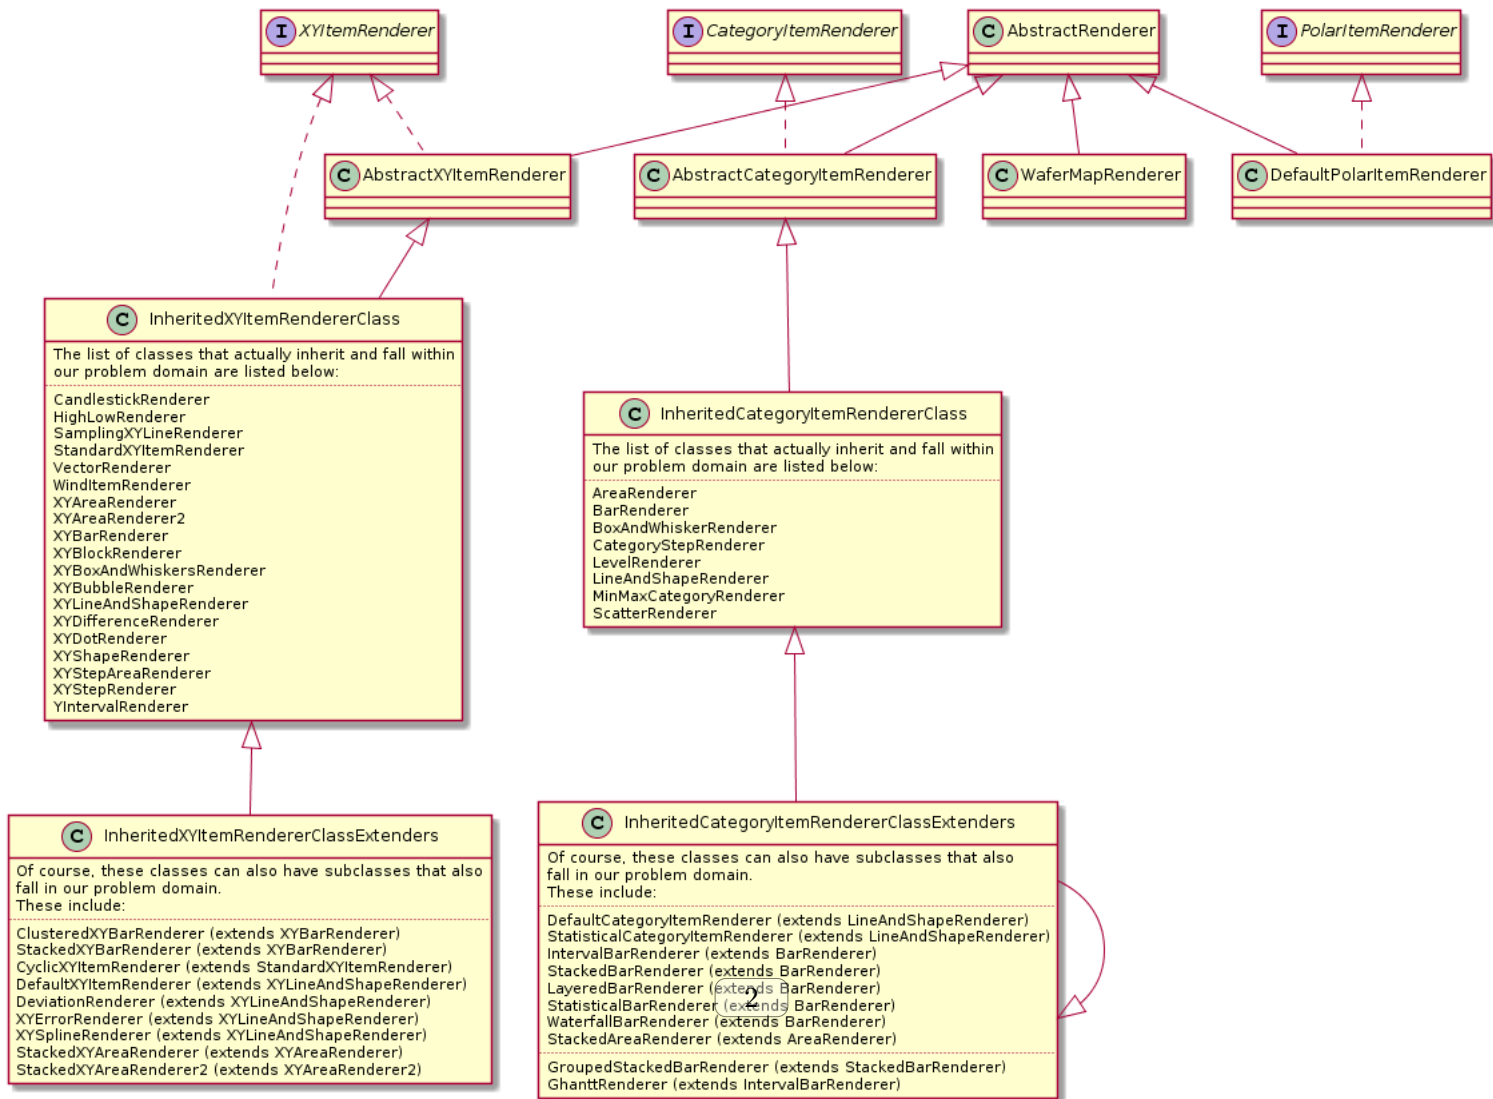 I XYItemRenderer
I CategoryItemRenderer
C AbstractRenderer
I PolarItemRenderer
C AbstractXYItemRenderer
C AbstractCategoryItemRenderer
C WaferMapRenderer
C DefaultPolarItemRenderer
C InheritedXYItemRendererClass
The list of classes that actually inherit and fall within
our problem domain are listed below:
CandlestickRenderer
HighLowRenderer
SamplingXYLineRenderer
StandardXYItemRenderer
VectorRenderer
WindItemRenderer
XYAreaRenderer
XYAreaRenderer2
XYBarRenderer
XYBlockRenderer
XYBoxAndWhiskersRenderer
XYBubbleRenderer
XYLineAndShapeRenderer
XYDifferenceRenderer
XYDotRenderer
XYShapeRenderer
XYStepAreaRenderer
XYStepRenderer
YIntervalRenderer
C InheritedCategoryItemRendererClass
The list of classes that actually inherit and fall within
our problem domain are listed below:
AreaRenderer
BarRenderer
BoxAndWhiskerRenderer
CategoryStepRenderer
LevelRenderer
LineAndShapeRenderer
MinMaxCategoryRenderer
ScatterRenderer
C InheritedXYItemRendererClassExtenders
Of course, these classes can also have subclasses that also
fall in our problem domain.
These include:
ClusteredXYBarRenderer (extends XYBarRenderer)
StackedXYBarRenderer (extends XYBarRenderer)
CyclicXYItemRenderer (extends StandardXYItemRenderer)
DefaultXYItemRenderer (extends XYLineAndShapeRenderer)
DeviationRenderer (extends XYLineAndShapeRenderer)
XYErrorRenderer (extends XYLineAndShapeRenderer)
XYSplineRenderer (extends XYLineAndShapeRenderer)
StackedXYAreaRenderer (extends XYAreaRenderer)
StackedXYAreaRenderer2 (extends XYAreaRenderer2)
C InheritedCategoryItemRendererClassExtenders
Of course, these classes can also have subclasses that also
fall in our problem domain.
These include:
DefaultCategoryItemRenderer (extends LineAndShapeRenderer)
StatisticalCategoryItemRenderer (extends LineAndShapeRenderer)
IntervalBarRenderer (extends BarRenderer)
StackedBarRenderer (extends BarRenderer)
LayeredBarRenderer (extends BarRenderer)
2
StatisticalBarRenderer (extends BarRenderer)
WaterfallBarRenderer (extends BarRenderer)
StackedAreaRenderer (extends AreaRenderer)
GroupedStackedBarRenderer (extends StackedBarRenderer)
GhanttRenderer (extends IntervalBarRenderer)